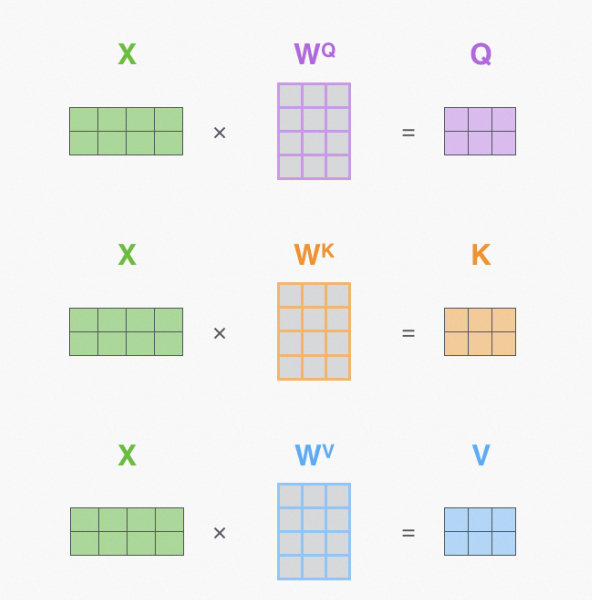 X W^Q Q
× =
X W^K K
× =
X W^V V
× =